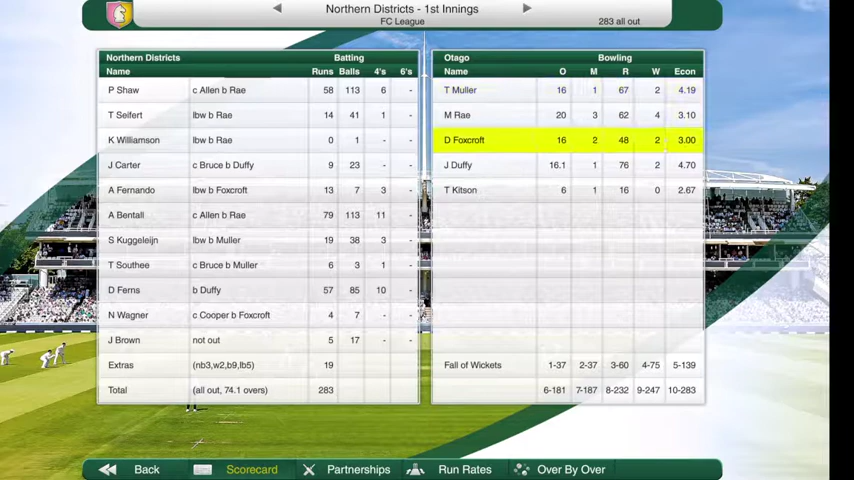 Northern Districts - 1st Innings
FC League
283 all out
Northern Districts Batting
Name Runs Balls 4's 6's
P Shaw c Allen b Rae 58 113 6 -
T Seifert lbw b Rae 14 41 1 -
K Williamson lbw b Rae 0 1 - -
J Carter c Bruce b Duffy 9 23 - -
A Fernando lbw b Foxcroft 13 7 3 -
A Bentall c Allen b Rae 79 113 11 -
S Kuggeleijn lbw b Muller 19 38 3 -
T Southee c Bruce b Muller 6 3 1 -
D Ferns b Duffy 57 85 10 -
N Wagner c Cooper b Foxcroft 4 7 - -
J Brown not out 5 17 - -
Extras (nb3,w2,b9,lb5) 19
Total (all out, 74.1 overs) 283
Otago Bowling
Name O M R W Econ
T Muller 16 1 67 2 4.19
M Rae 20 3 62 4 3.10
D Foxcroft 16 2 48 2 3.00
J Duffy 16.1 1 76 2 4.70
T Kitson 6 1 16 0 2.67
Fall of Wickets 1-37 2-37 3-60 4-75 5-139
6-181 7-187 8-232 9-247 10-283
Back Scorecard Partnerships Run Rates Over By Over